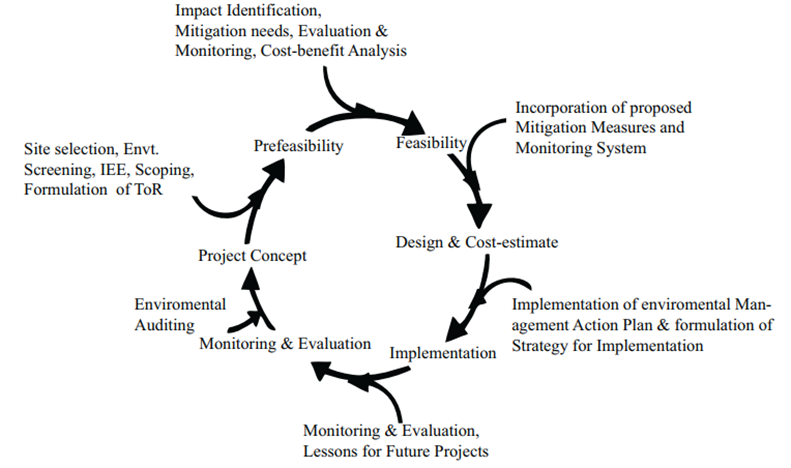 Impact Identification,
Mitigation needs, Evaluation &
Monitoring, Cost-benefit Analysis
Incorporation of proposed
Mitigation Measures and
Monitoring System
Prefeasibility
Feasibility
Site selection, Envt.
Screening, IEE, Scoping,
Formulation of ToR
Design & Cost-estimate
Project Concept
Enviromental
Auditing
Implementation of enviromental Man-
agement Action Plan & formulation of
Strategy for Implementation
Monitoring & Evaluation
Implementation
Monitoring & Evaluation,
Lessons for Future Projects